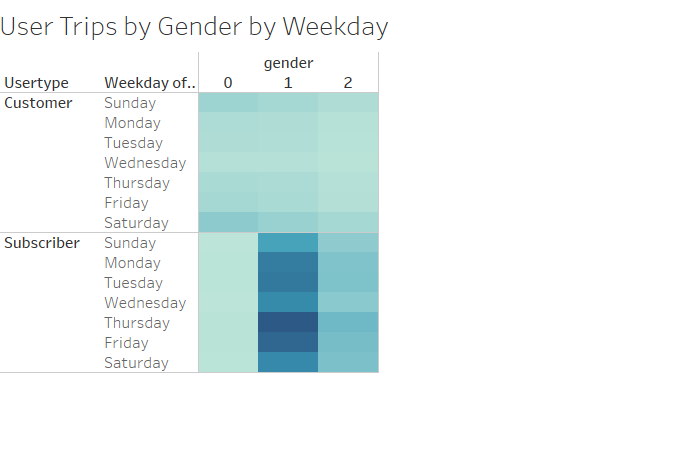 User Trips by Gender by Weekday
gender
Usertype Weekday of.. 0 1 2
Customer Sunday
Monday
Tuesday
Wednesday
Thursday
Friday
Saturday
Subscriber Sunday
Monday
Tuesday
Wednesday
Thursday
Friday
Saturday